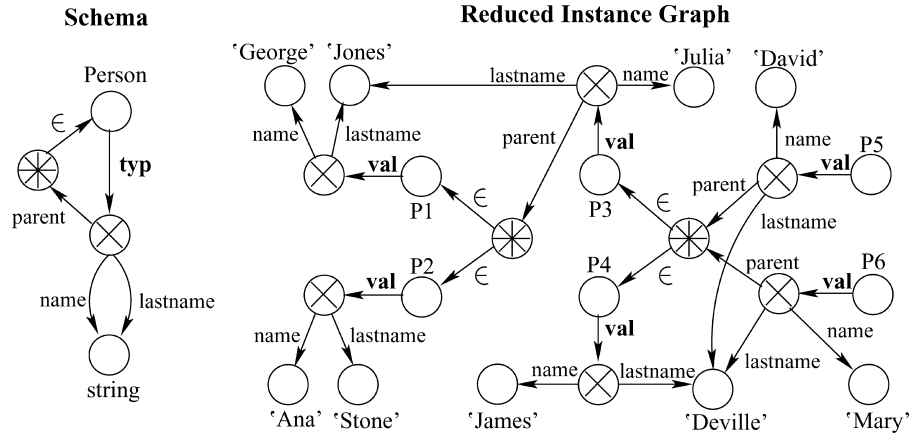 Schema
Reduced Instance Graph
Person
∈
typ
parent
name
lastname
string
‛George’
‛Jones’
lastname
name
‛Julia’
‛David’
name
lastname
parent
val
name
val
P5
val
P1
∈
P3
∈
parent
lastname
P2
∈
P4
∈
parent
P6
val
val
val
name
name
lastname
lastname
name
lastname
‛Ana’
‛Stone’
‛James’
‛Deville’
‛Mary’